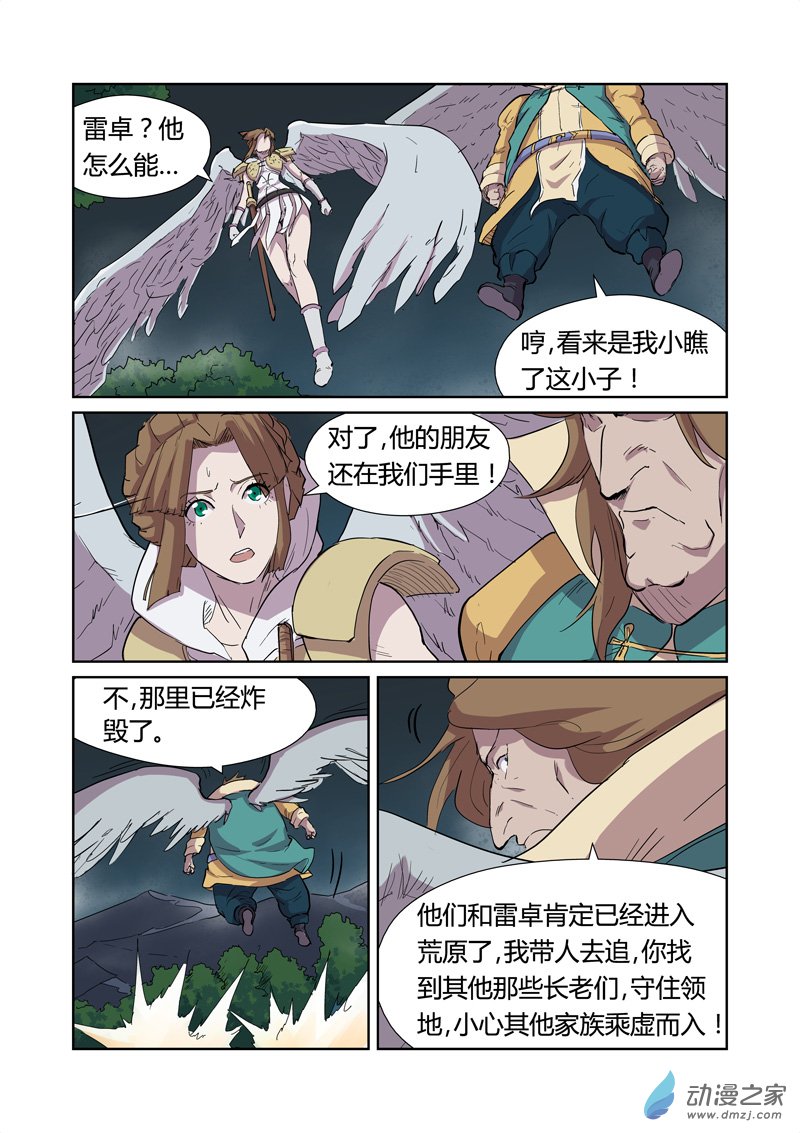 雷卓？他
怎么能…
哼，看来是我小瞧
了这小子！
对了，他的朋友
还在我们手里！
不，那里已经炸
毁了。
他们和雷卓肯定已经进入
荒原了，我带人去追，你找
到其他那些长老们，守住领
地，小心其他家族乘虚而入！
动漫之家
www.dmzj.com